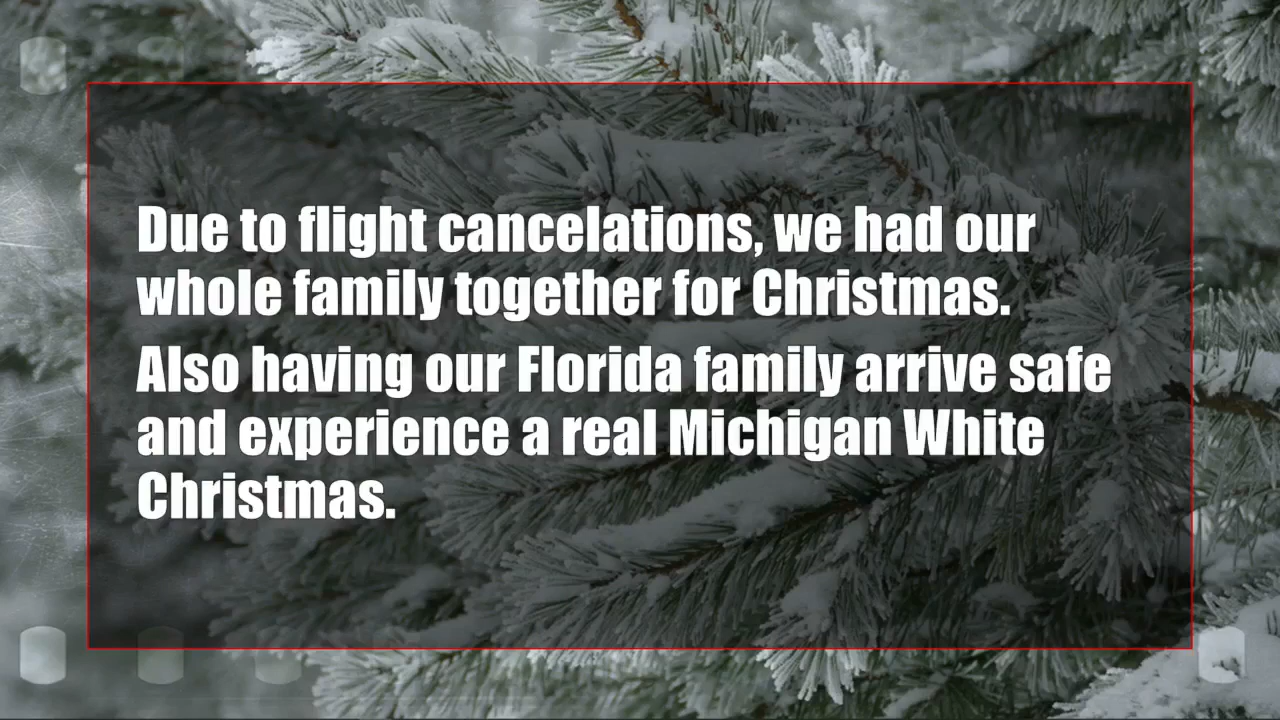 Due to flight cancelations, we had our
whole family together for Christmas.
Also having our Florida family arrive safe
and experience a real Michigan White
Christmas.